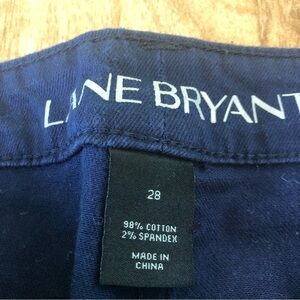 LANE BRYANT
28
98% COTTON
2% SPANDEX
MADE IN
CHINA